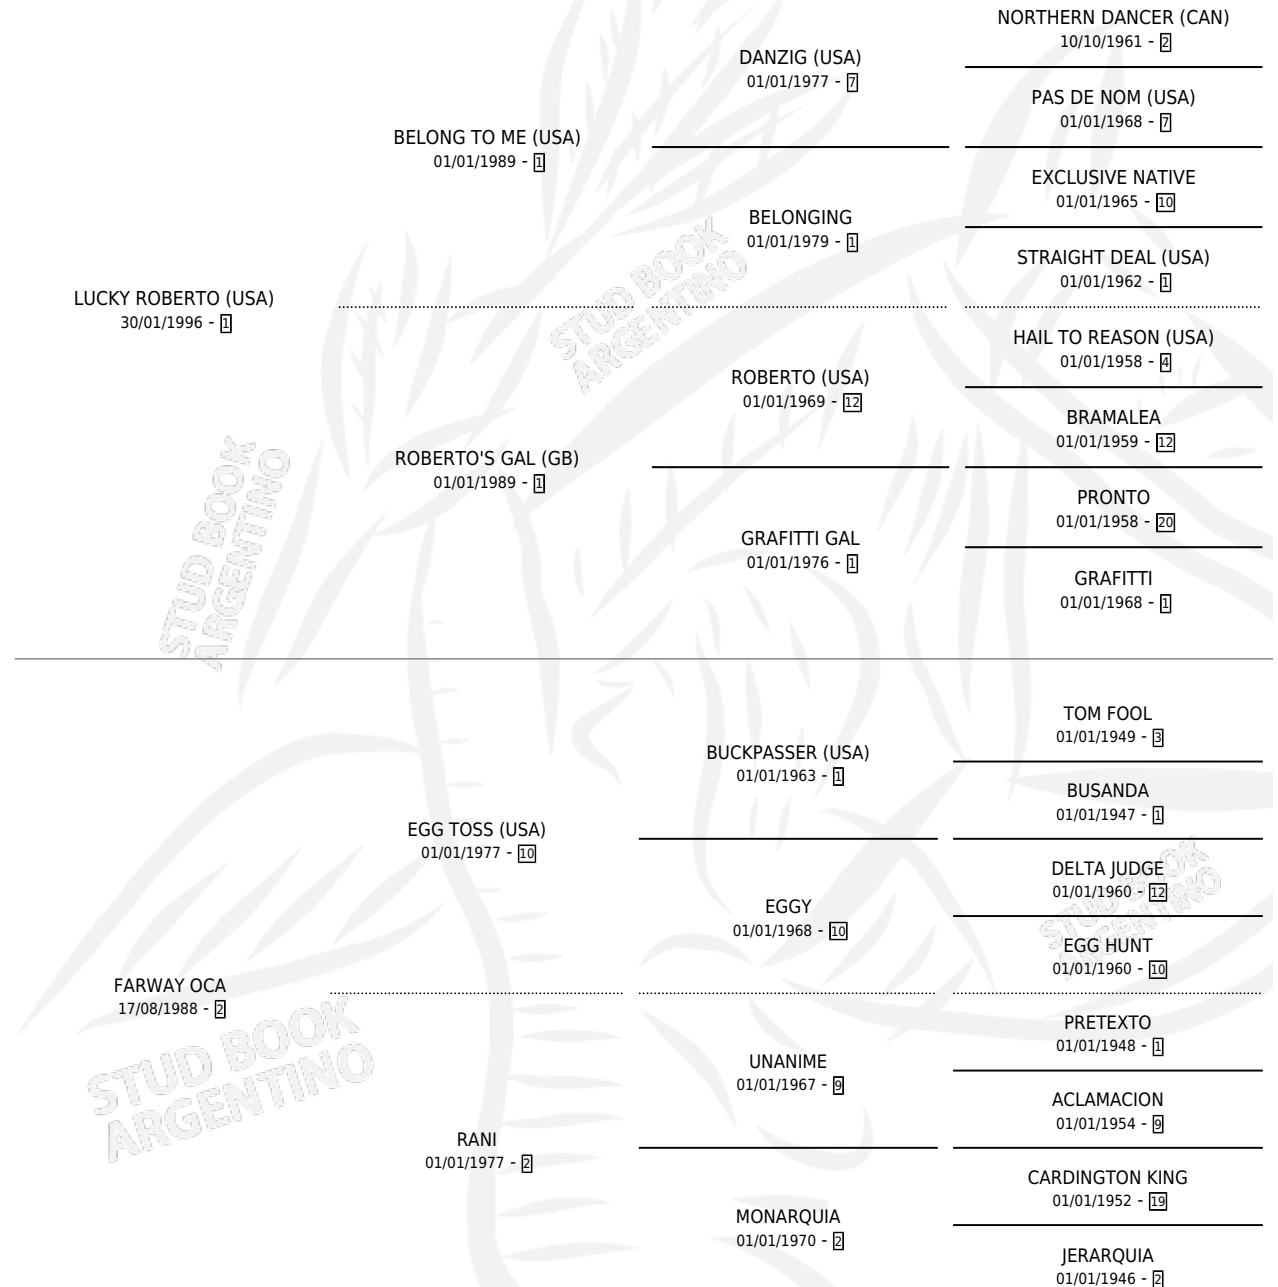 NORTHERN DANCER (CAN)
10/10/1961 - 2
DANZIG (USA)
01/01/1977 - 7
PAS DE NOM (USA)
01/01/1968 - 7
BELONG TO ME (USA)
01/01/1989 - 1
EXCLUSIVE NATIVE
01/01/1965 - 10
BELONGING
01/01/1979 - 1
STRAIGHT DEAL (USA)
01/01/1962 - 1
LUCKY ROBERTO (USA)
30/01/1996 - 1
HAIL TO REASON (USA)
01/01/1958 - 4
ROBERTO (USA)
01/01/1969 - 12
BRAMALEA
01/01/1959 - 12
ROBERTO'S GAL (GB)
01/01/1989 - 1
PRONTO
01/01/1958 - 20
GRAFITTI GAL
01/01/1976 - 1
GRAFITTI
01/01/1968 - 1
TOM FOOL
01/01/1949 - 3
BUCKPASSER (USA)
01/01/1963 - 1
BUSANDA
01/01/1947 - 1
EGG TOSS (USA)
01/01/1977 - 10
DELTA JUDGE
01/01/1960 - 12
EGGY
01/01/1968 - 10
EGG HUNT
01/01/1960 - 10
FARWAY OCA
17/08/1988 - 2
PRETEXTO
01/01/1948 - 1
UNANIME
01/01/1967 - 9
ACLAMACION
01/01/1954 - 9
RANI
01/01/1977 - 2
CARDINGTON KING
01/01/1952 - 19
MONARQUIA
01/01/1970 - 2
JERARQUIA
01/01/1946 - 2
STUD BOOK
ARGENTINO
STUD BOOK
ARGENTINO
STUD BOOK
ARGENTINO
STUD BOOK
ARGENTINO